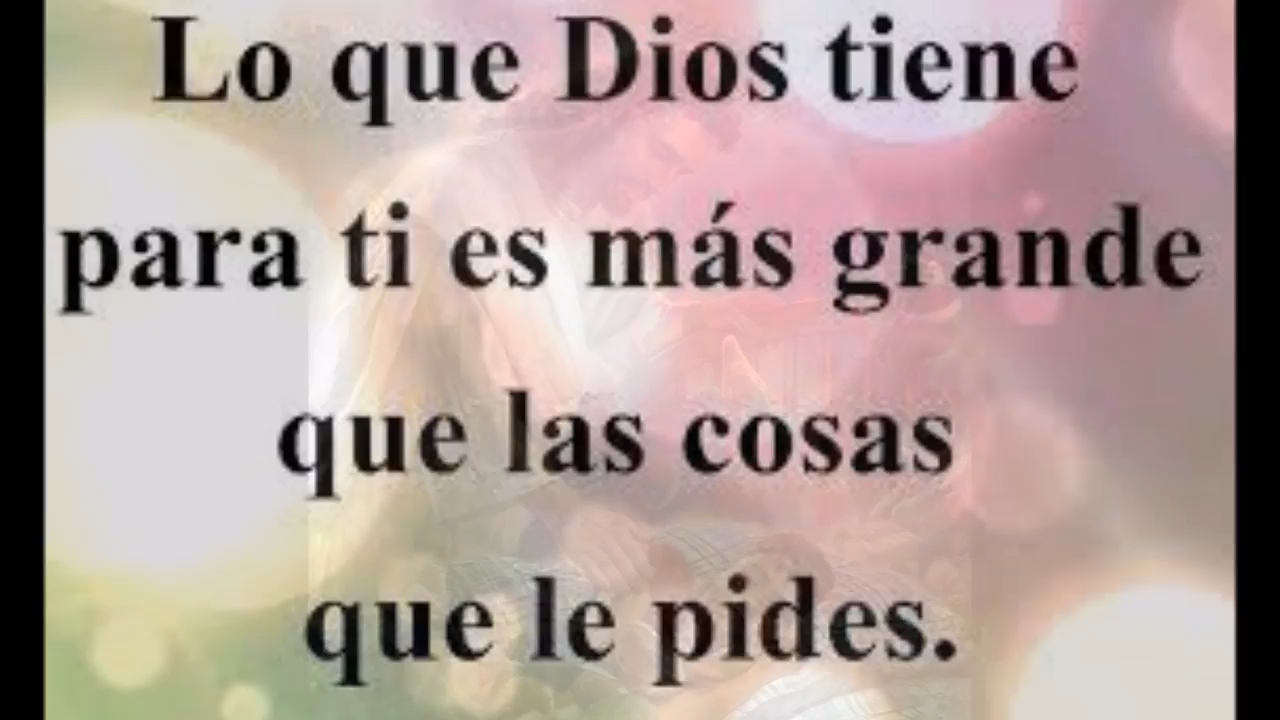 Lo que Dios tiene
para ti es más grande
que las cosas
que le pides.